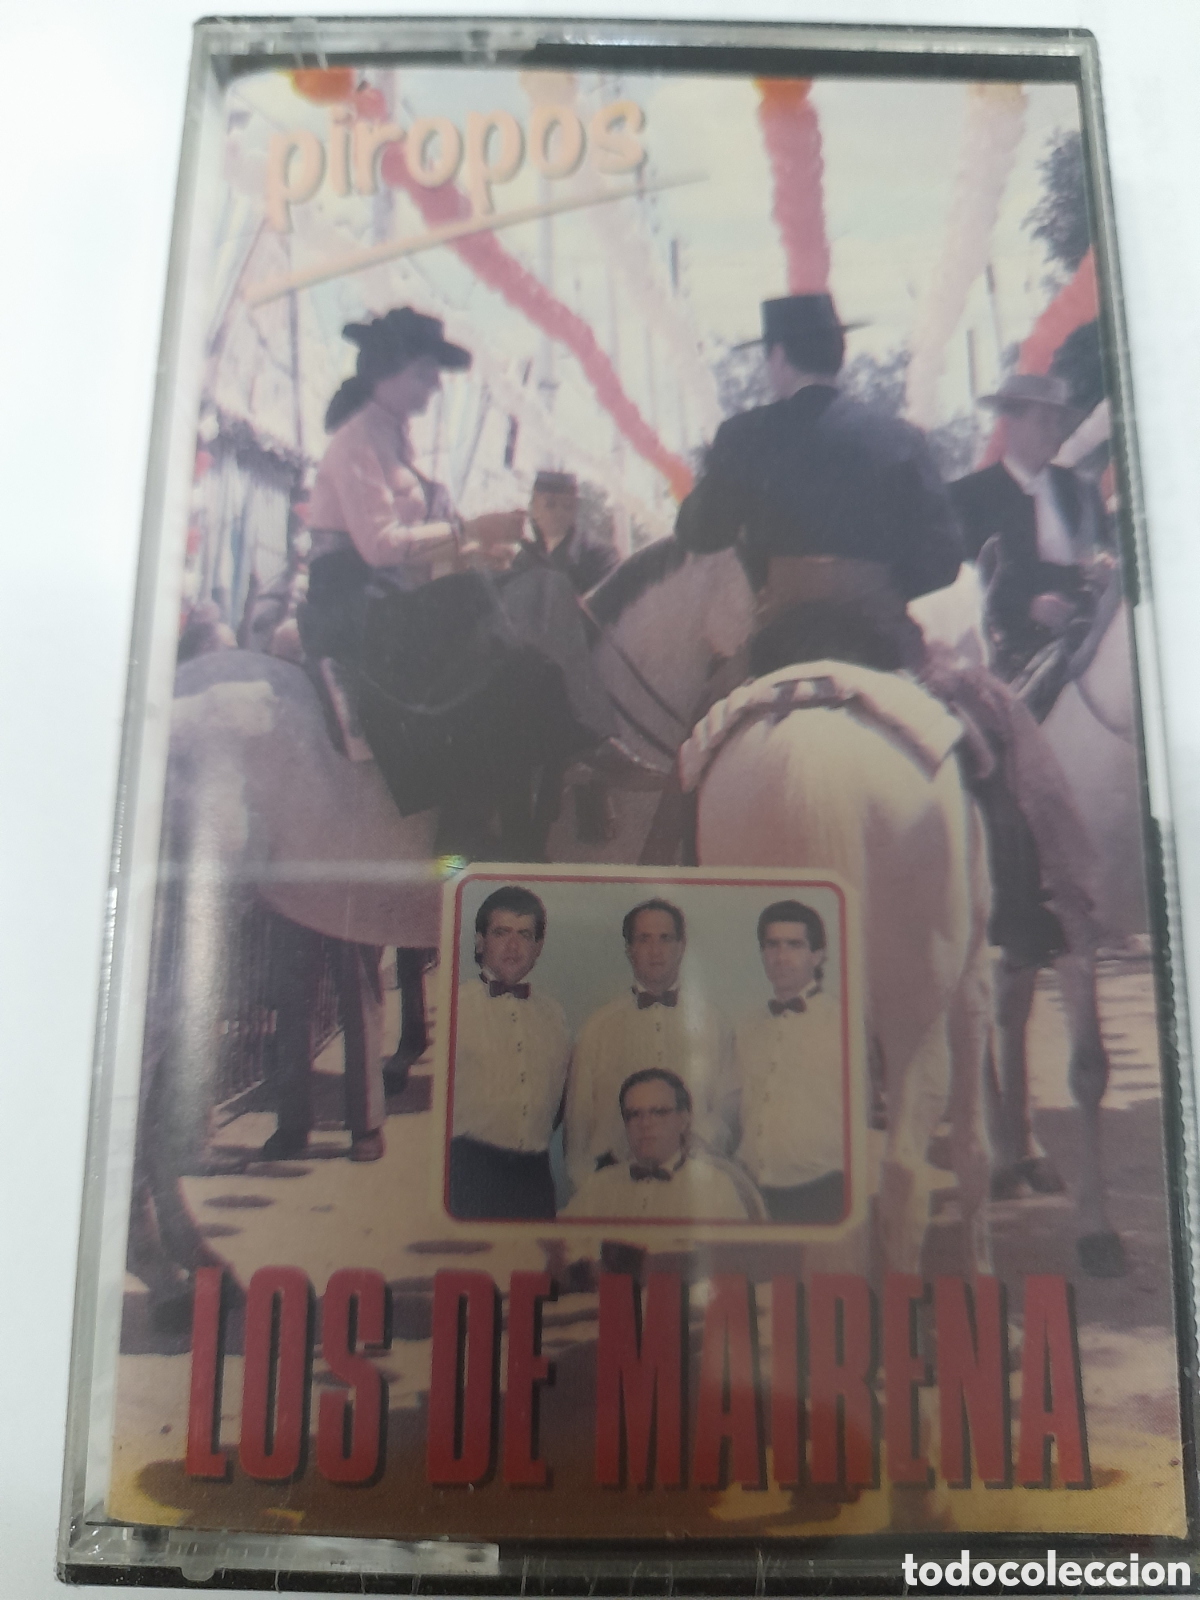 piropos
LOS DE MAIRENA
todocoleccion